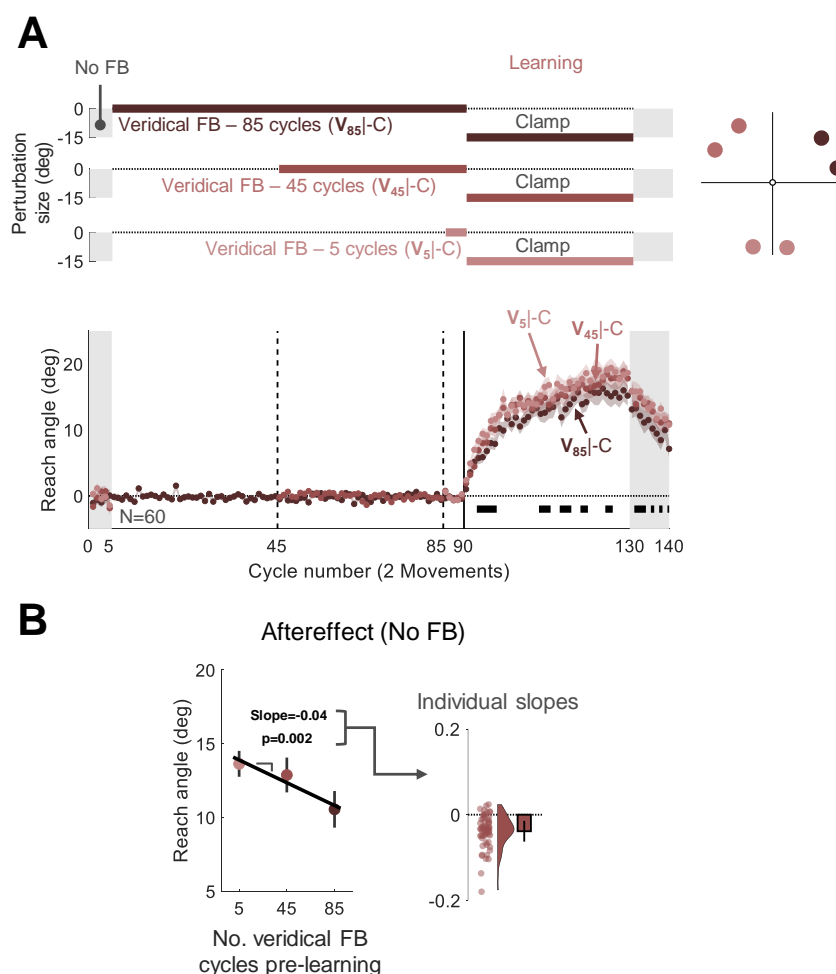 A
No FB
Learning
Perturbation
size (deg)
0
-15
Veridical FB – 85 cycles (V85|-C)
Clamp
0
-15
Veridical FB – 45 cycles (V45|-C)
Clamp
0
-15
Veridical FB – 5 cycles (V5|-C)
Clamp
Reach angle (deg)
20
10
0
V5|-C
V45|-C
V85|-C
N=60
0 5 45 85 90 130 140
Cycle number (2 Movements)
B
Aftereffect (No FB)
Reach angle (deg)
20
15
10
5
Slope=-0.04
p=0.002
5 45 85
No. veridical FB
cycles pre-learning
Individual slopes
0.2
0
-0.2